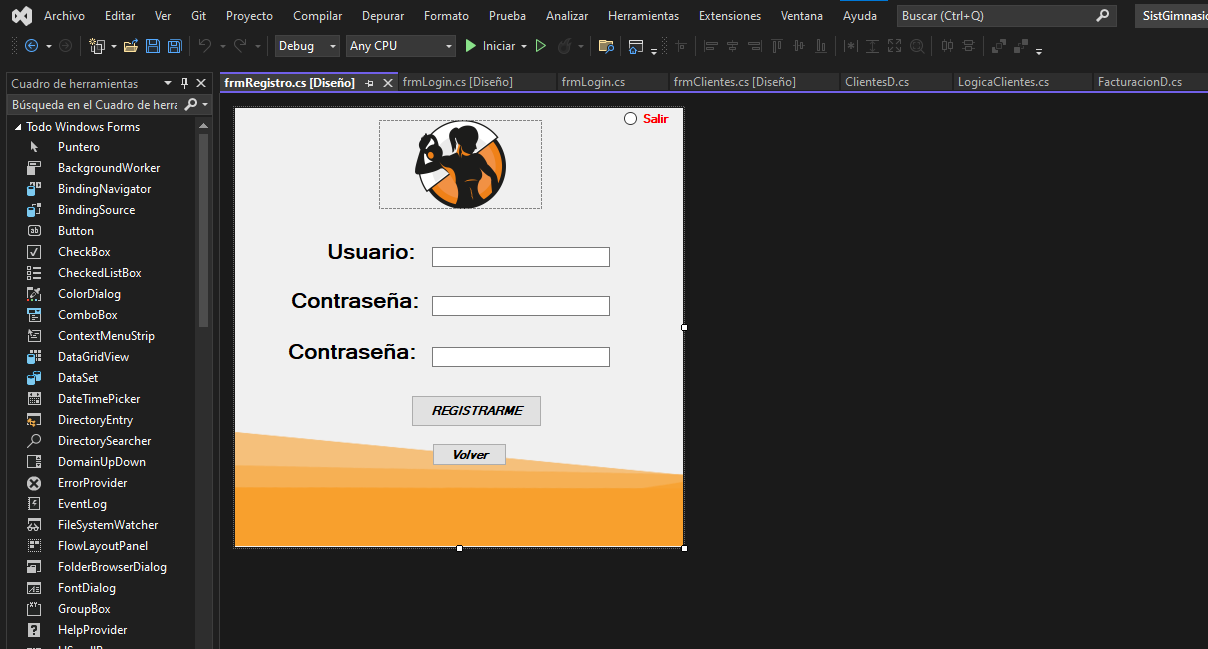 Archivo Editar Ver Git Proyecto Compilar Depurar Formato Prueba Analizar Herramientas Extensiones Ventana Ayuda Buscar (Ctrl+Q) SistGimnasio
Debug Any CPU Iniciar
Cuadro de herramientas
frmRegistro.cs [Diseño] frmLogin.cs [Diseño] frmLogin.cs frmClientes.cs [Diseño] ClientesD.cs LogicaClientes.cs FacturacionD.cs
Búsqueda en el Cuadro de herra
Todo Windows Forms
Puntero
BackgroundWorker
BindingNavigator
BindingSource
Button
CheckBox
CheckedListBox
ColorDialog
ComboBox
ContextMenuStrip
DataGridView
DataSet
DateTimePicker
DirectoryEntry
DirectorySearcher
DomainUpDown
ErrorProvider
EventLog
FileSystemWatcher
FlowLayoutPanel
FolderBrowserDialog
FontDialog
GroupBox
HelpProvider
Salir
Usuario:
Contraseña:
Contraseña:
REGISTRARME
Volver